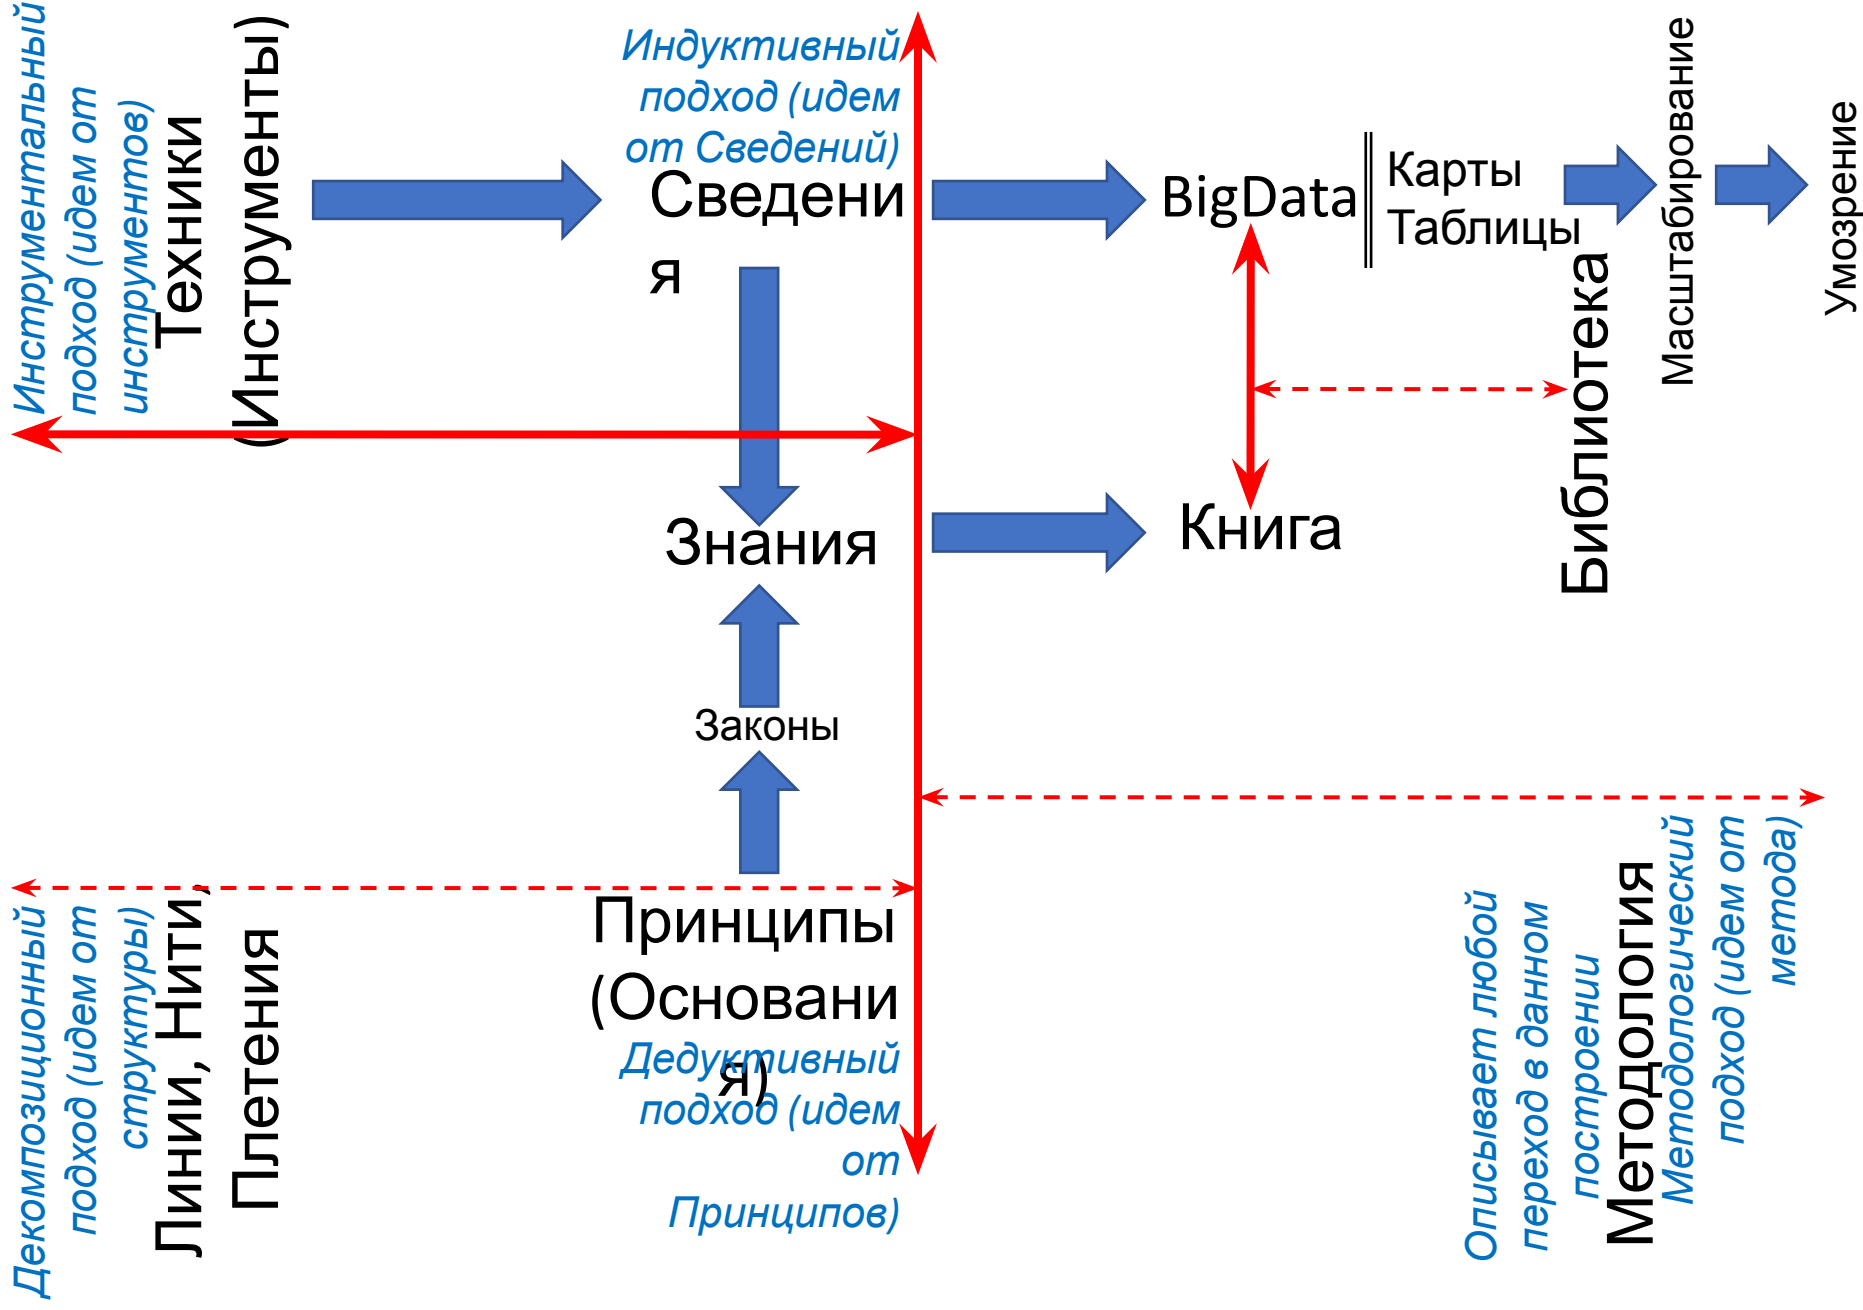 Инструментальный
подход (идем от
инструментов)
Техники
(Инструменты)
Индуктивный
подход (идем
от Сведений)
Сведени
я
BigData
Карты
Таблицы
Масштабирование
Умозрение
Библиотека
Знания
Книга
Законы
Декомпозиционный
подход (идем от
структуры)
Линии, Нити,
Плетения
Принципы
(Основани
я)
Дедуктивный
подход (идем
от
Принципов)
Описывает любой
переход в данном
построении
Методология
Методологический
подход (идем от
метода)